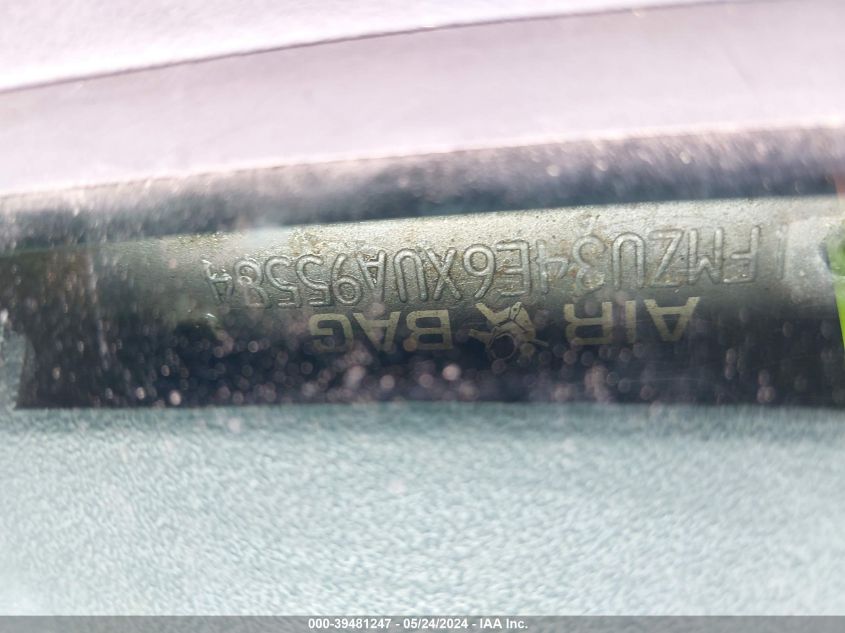 1FMZU34E6XUA95584
AIR BAG
000-39481247 - 05/24/2024 - IAA Inc.